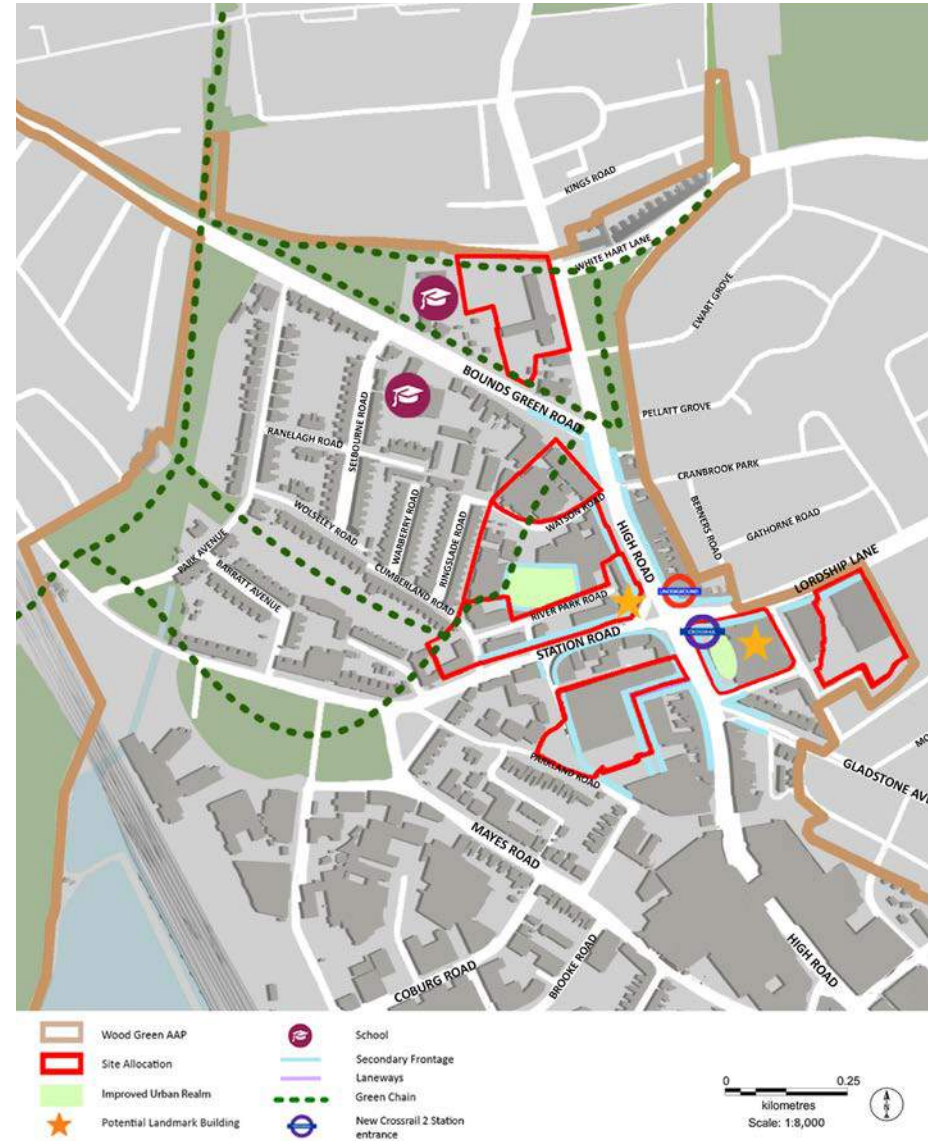 KINGS ROAD
WHITE HART LANE
EWART GROVE
BOUNDS GREEN ROAD
PELLATT GROVE
SELBOURNE ROAD
RANELAGH ROAD
CRANBROOK PARK
BERNERS ROAD
GATHORNE ROAD
WOLSELEY ROAD
WARBERRY ROAD
RINGSLADE ROAD
WATSON ROAD
HIGH ROAD
LORDSHIP LANE
PARK AVENUE
BARRATT AVENUE
CUMBERLAND ROAD
RIVER PARK ROAD
UNDERGROUND
CROSSRAIL
STATION ROAD
PARKLAND ROAD
GLADSTONE AV
MAYES ROAD
COBURG ROAD
BROOKE ROAD
HIGH ROAD
Wood Green AAP
Site Allocation
Improved Urban Realm
Potential Landmark Building
School
Secondary Frontage
Laneways
Green Chain
New Crossrail 2 Station
entrance
0 0.25
kilometres
Scale: 1:8,000
N